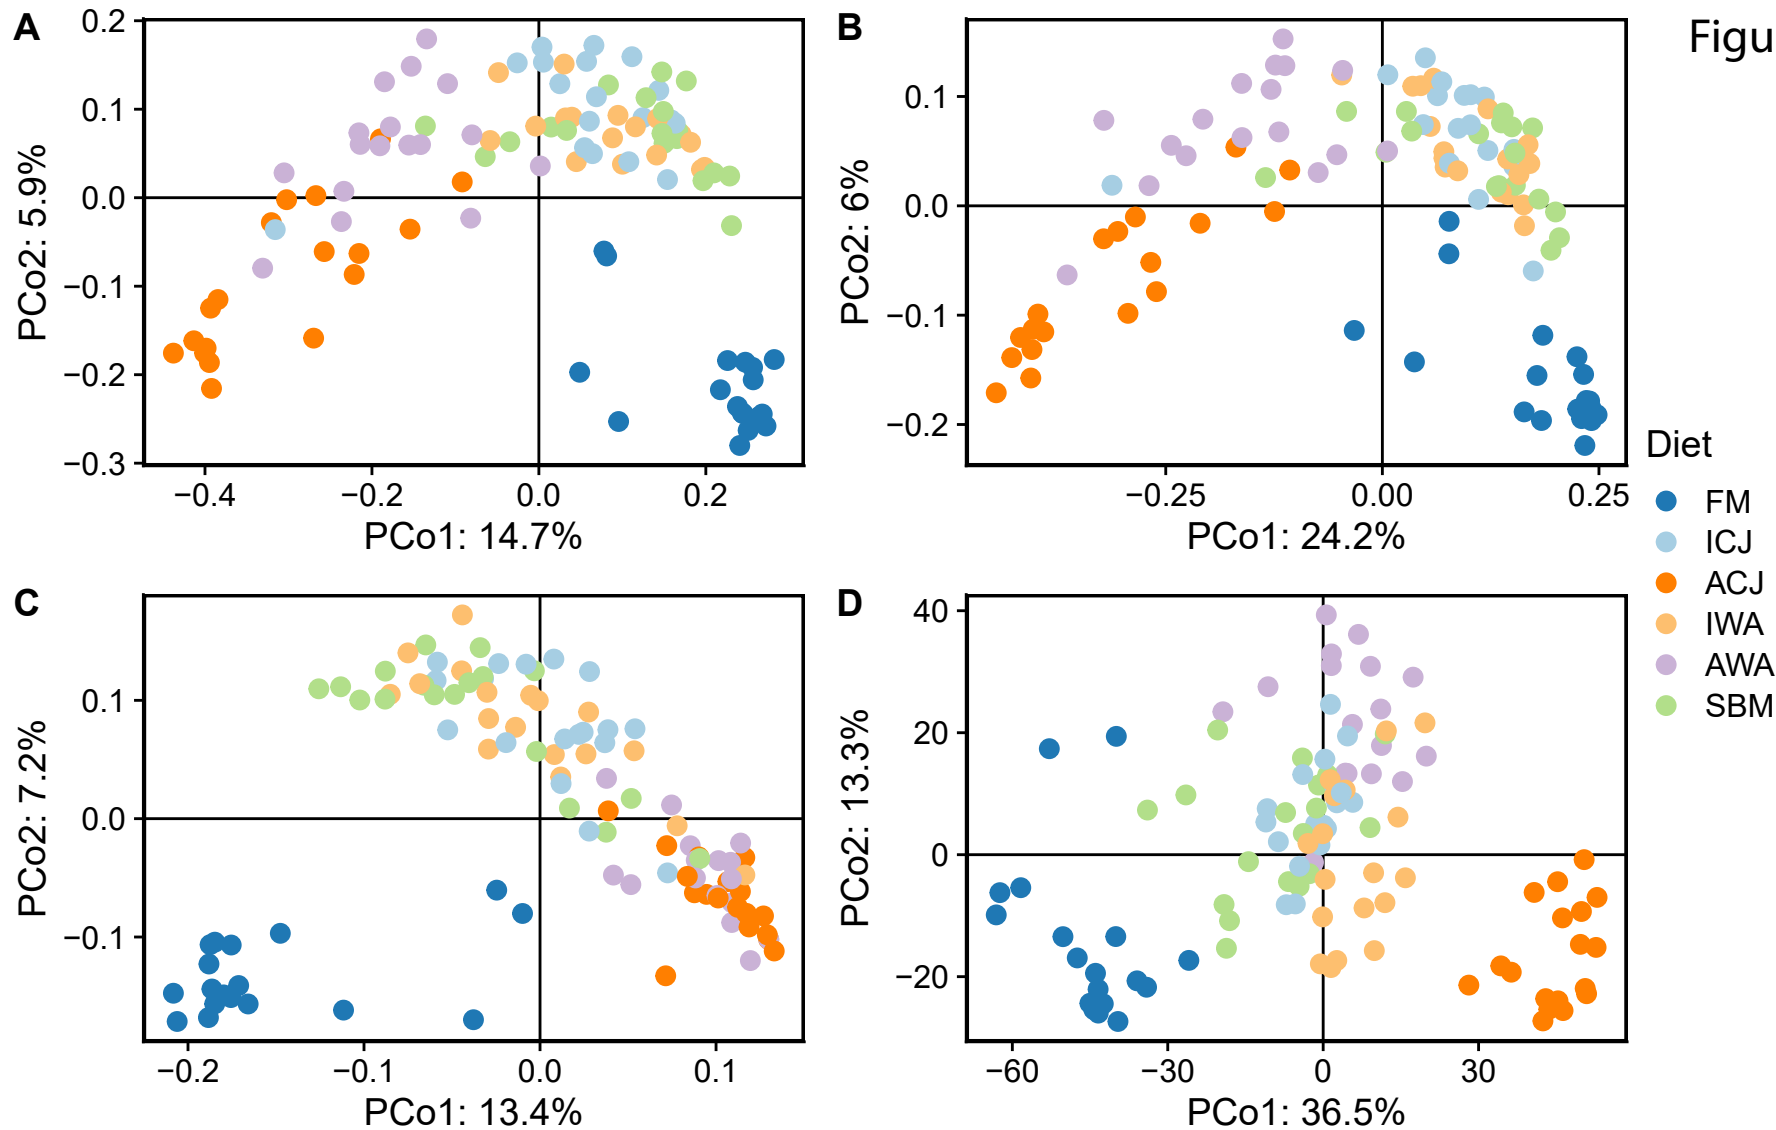 A
B
Figu
0.2
0.1
0.0
−0.1
−0.2
−0.3
PCo2: 5.9%
−0.4
−0.2
0.0
0.2
PCo1: 14.7%
0.1
0.0
−0.1
−0.2
PCo2: 6%
−0.25
0.00
0.25
PCo1: 24.2%
Diet
FM
ICJ
ACJ
IWA
AWA
SBM
C
D
0.1
0.0
−0.1
PCo2: 7.2%
−0.2
−0.1
0.0
0.1
PCo1: 13.4%
40
20
0
−20
PCo2: 13.3%
−60
−30
0
30
PCo1: 36.5%